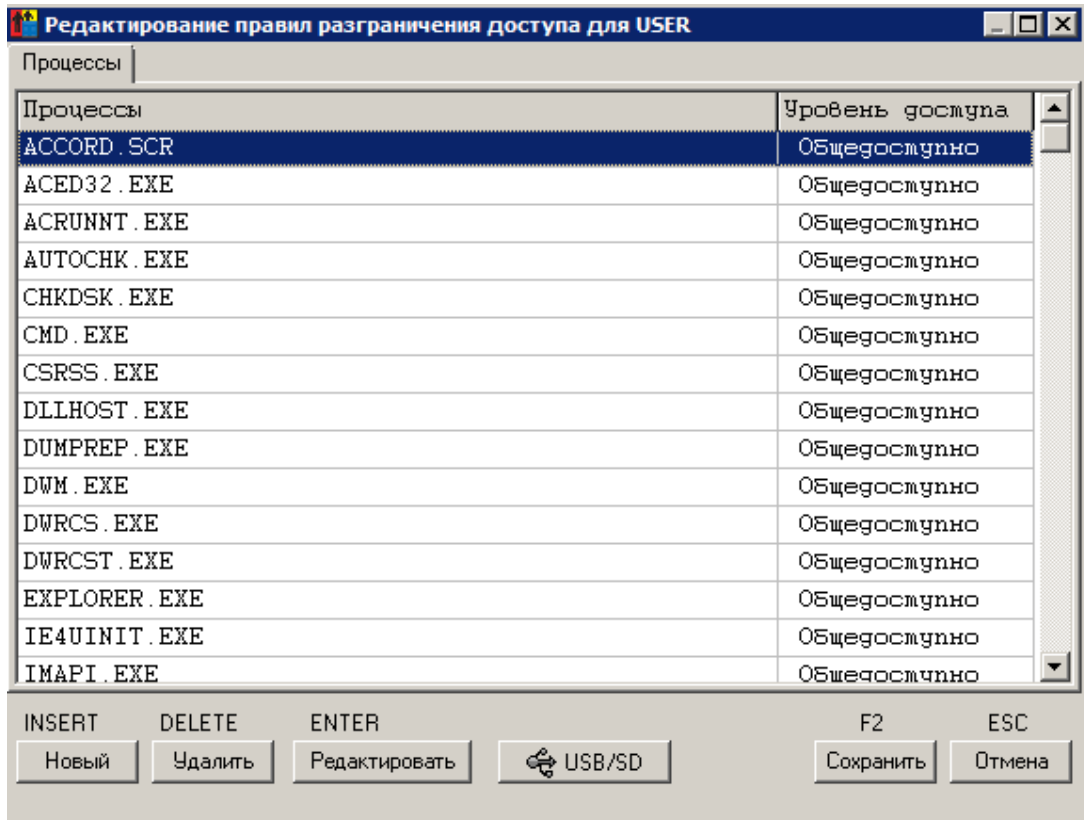 Редактирование правил разграничения доступа для USER
Процессы
Процессы Уровень доступа
ACCORD.SCR Общедоступно
ACED32.EXE Общедоступно
ACRUNNT.EXE Общедоступно
AUTOCHK.EXE Общедоступно
CHKDSK.EXE Общедоступно
CMD.EXE Общедоступно
CSRSS.EXE Общедоступно
DLLHOST.EXE Общедоступно
DUMPREP.EXE Общедоступно
DWM.EXE Общедоступно
DWRCS.EXE Общедоступно
DWRCST.EXE Общедоступно
EXPLORER.EXE Общедоступно
IE4UINIT.EXE Общедоступно
IMAPI.EXE Общедоступно
INSERT DELETE ENTER F2 ESC
Новый Удалить Редактировать USB/SD Сохранить Отмена